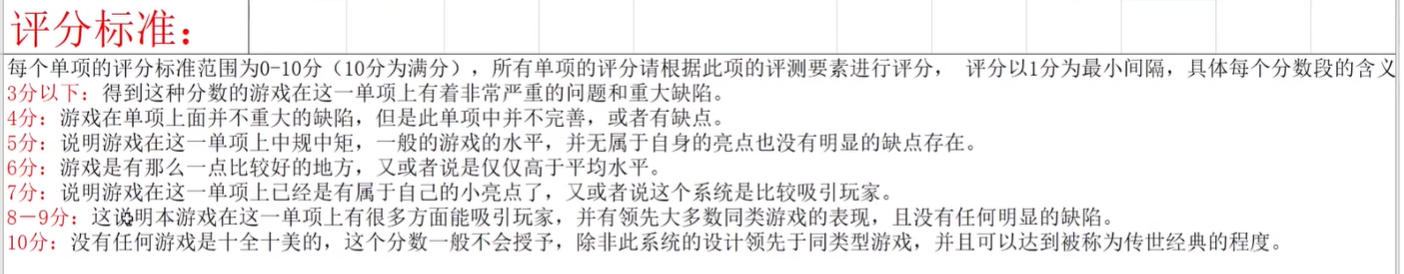 评分标准：
每个单项的评分标准范围为0-10分（10分为满分），所有单项的评分请根据此项的评测要素进行评分， 评分以1分为最小间隔，具体每个分数段的含义
3分以下：得到这种分数的游戏在这一单项上有着非常严重的问题和重大缺陷。
4分：游戏在单项上面并不重大的缺陷，但是此单项中并不完善，或者有缺点。
5分：说明游戏在这一单项上中规中矩，一般的游戏的水平，并无属于自身的亮点也没有明显的缺点存在。
6分：游戏是有那么一点比较好的地方，又或者说是仅仅高于平均水平。
7分：说明游戏在这一单项上已经是有属于自己的小亮点了，又或者说这个系统是比较吸引玩家。
8－9分：这说明本游戏在这一单项上有很多方面能吸引玩家，并有领先大多数同类游戏的表现，且没有任何明显的缺陷。
10分：没有任何游戏是十全十美的，这个分数一般不会授予，除非此系统的设计领先于同类型游戏，并且可以达到被称为传世经典的程度。